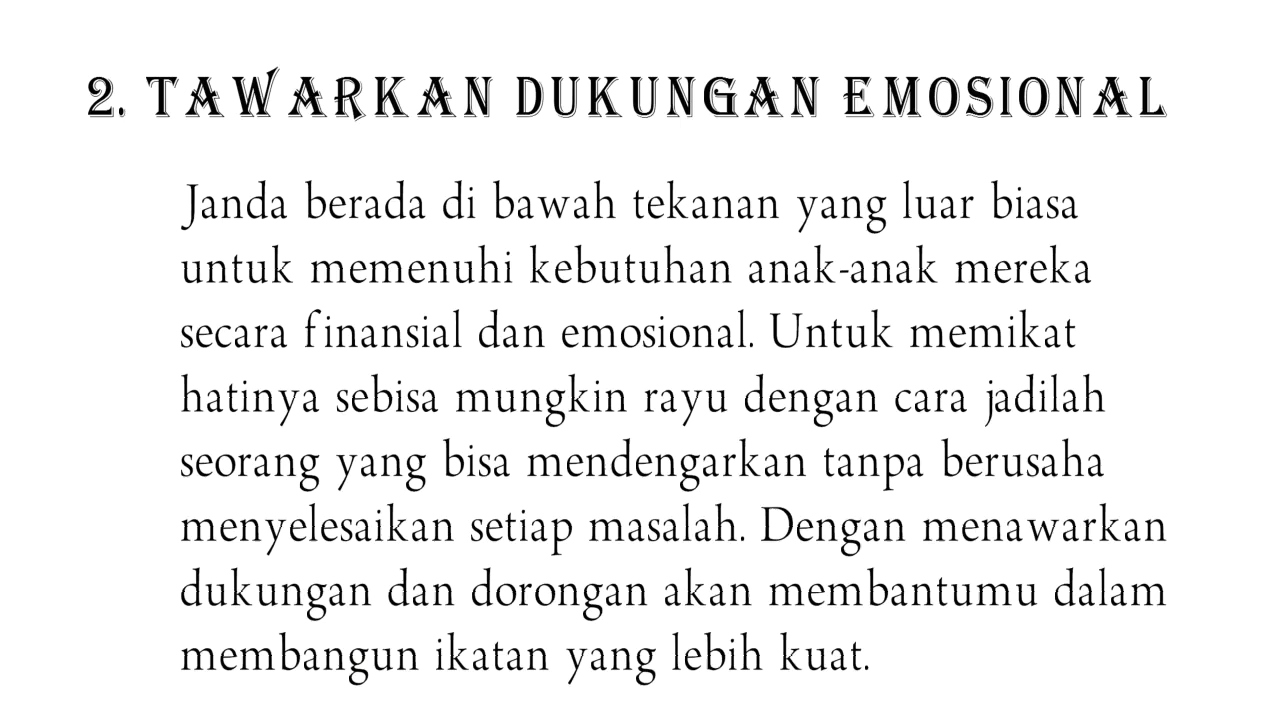 2. TAWARKAN DUKUNGAN EMOSIONAL
Janda berada di bawah tekanan yang luar biasa
untuk memenuhi kebutuhan anak-anak mereka
secara finansial dan emosional. Untuk memikat
hatinya sebisa mungkin rayu dengan cara jadilah
seorang yang bisa mendengarkan tanpa berusaha
menyelesaikan setiap masalah. Dengan menawarkan
dukungan dan dorongan akan membantumu dalam
membangun ikatan yang lebih kuat.